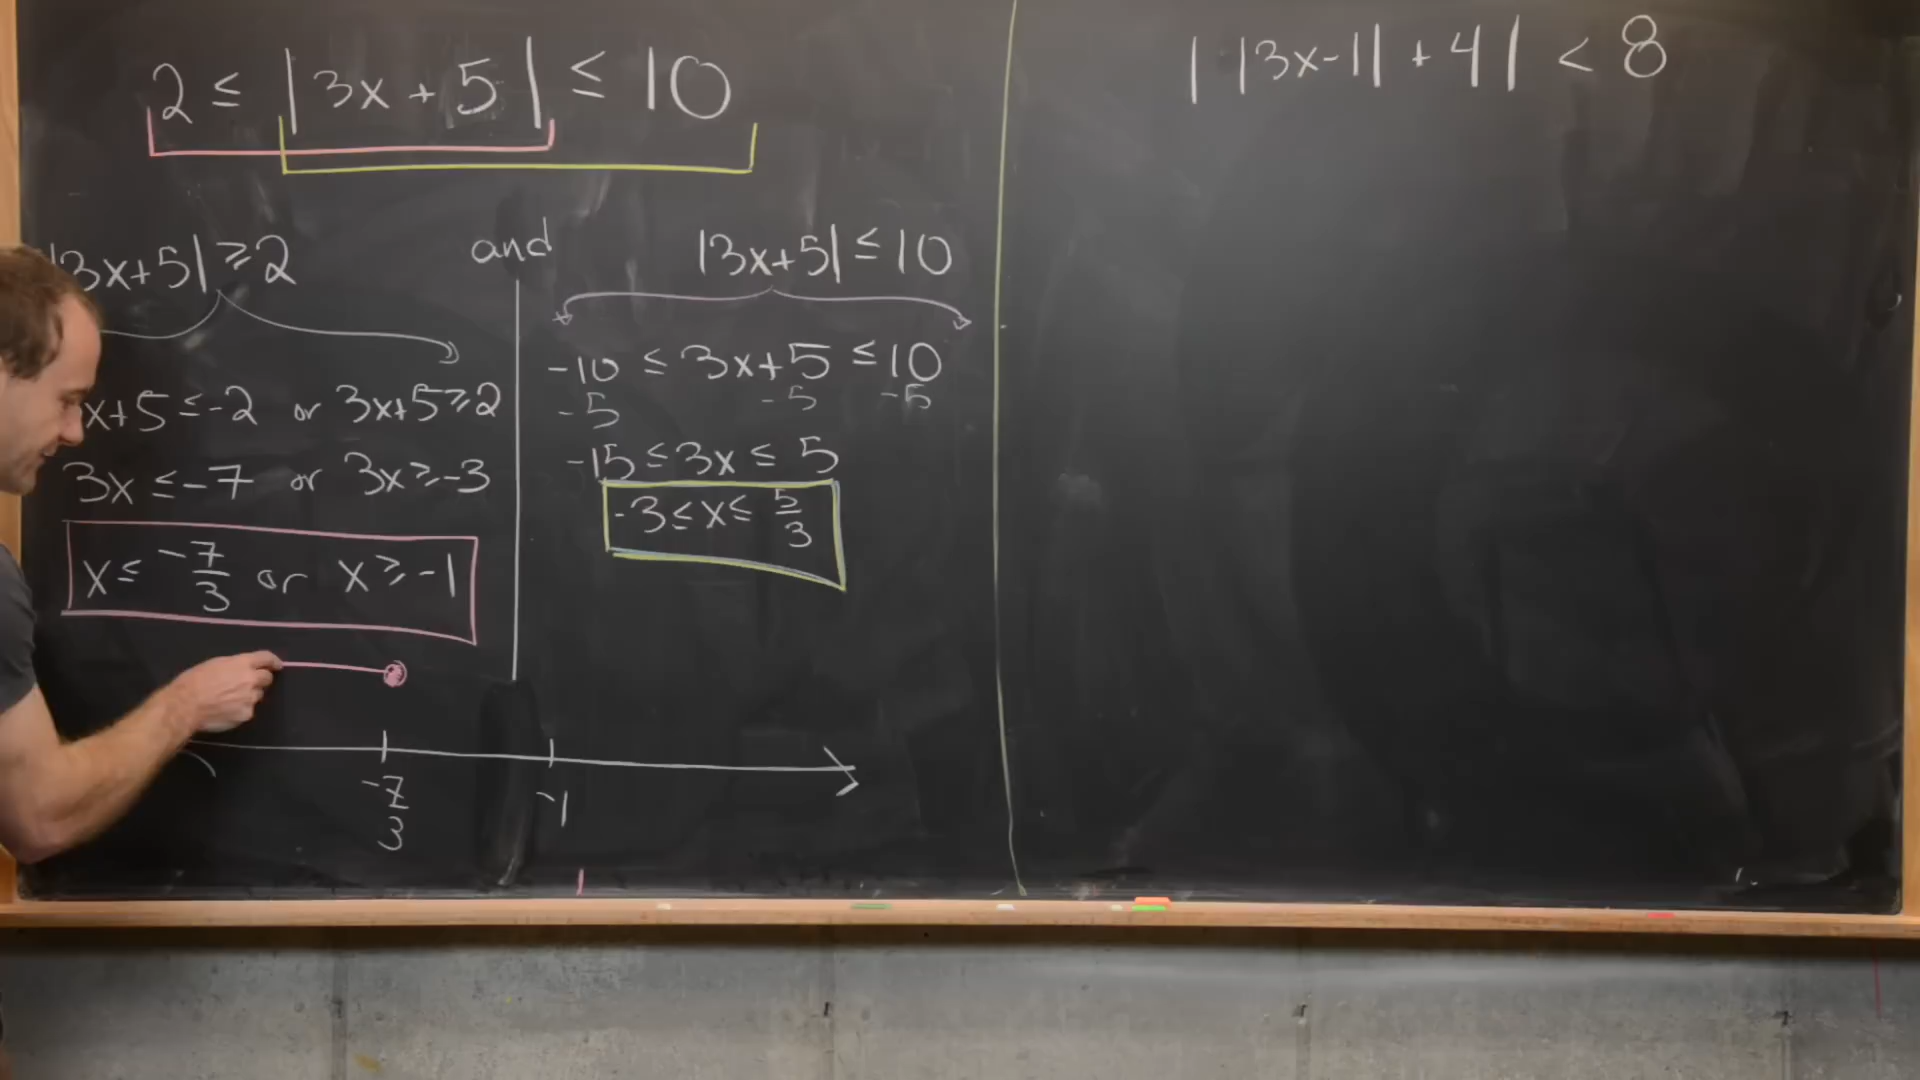 2 ≤ |3x + 5| ≤ 10
|3x+5| ≥ 2 and |3x+5| ≤ 10
x+5 ≤ -2 or 3x+5 ≥ 2
3x ≤ -7 or 3x ≥ -3
x ≤ -7/3 or x ≥ -1
-10 ≤ 3x+5 ≤ 10
-5 -5 -5
-15 ≤ 3x ≤ 5
-3 ≤ x ≤ 5/3
-7/3 -1
| |3x-1| + 4| < 8